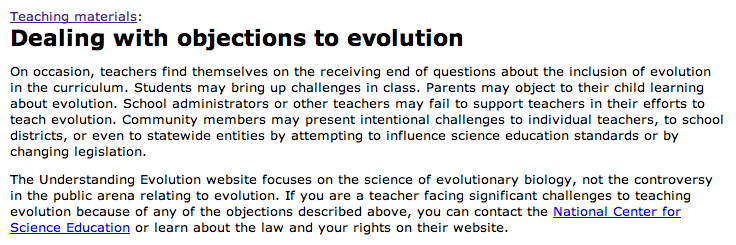 Teaching materials:
Dealing with objections to evolution
On occasion, teachers find themselves on the receiving end of questions about the inclusion of evolution
in the curriculum. Students may bring up challenges in class. Parents may object to their child learning
about evolution. School administrators or other teachers may fail to support teachers in their efforts to
teach evolution. Community members may present intentional challenges to individual teachers, to school
districts, or even to statewide entities by attempting to influence science education standards or by
changing legislation.
The Understanding Evolution website focuses on the science of evolutionary biology, not the controversy
in the public arena relating to evolution. If you are a teacher facing significant challenges to teaching
evolution because of any of the objections described above, you can contact the National Center for
Science Education or learn about the law and your rights on their website.